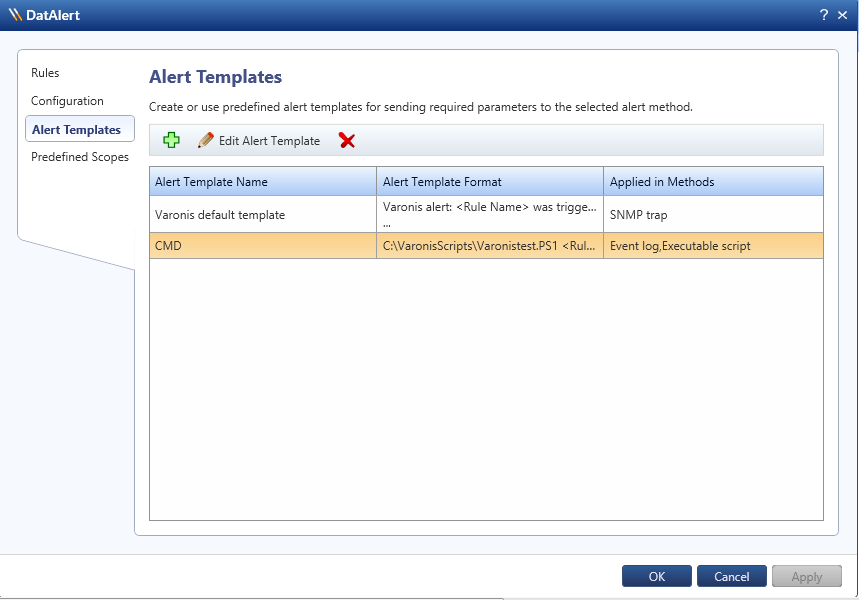 DatAlert
? ×
Rules
Configuration
Alert Templates
Predefined Scopes
Alert Templates
Create or use predefined alert templates for sending required parameters to the selected alert method.
Edit Alert Template
Alert Template Name Alert Template Format Applied in Methods
Varonis default template Varonis alert: <Rule Name> was trigge... SNMP trap
...
CMD C:\VaronisScripts\Varonistest.PS1 <Rul... Event log,Executable script
OK Cancel Apply